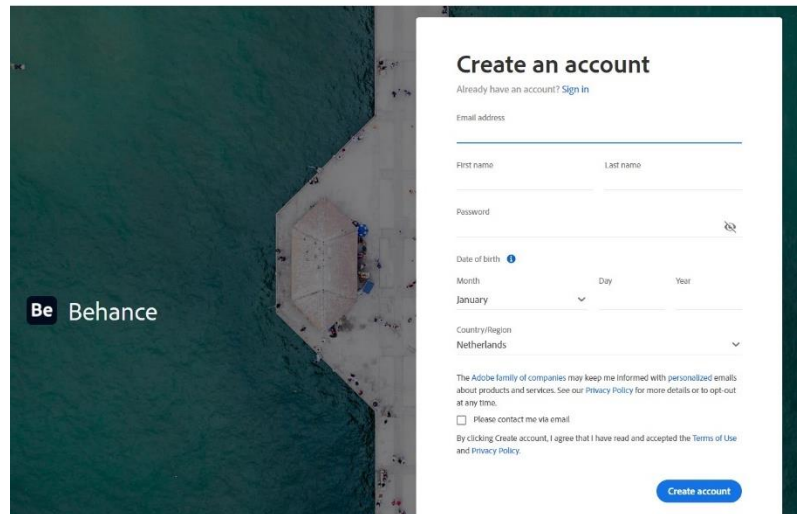 Create an account
Already have an account? Sign in
Email address
First name Last name
Password
Date of birth
Month Day Year
January
Country/Region
Netherlands
The Adobe family of companies may keep me informed with personalized emails
about products and services. See our Privacy Policy for more details or to opt-out
at any time.
Please contact me via email
By clicking Create account, I agree that I have read and accepted the Terms of Use
and Privacy Policy.
Create account
Be Behance